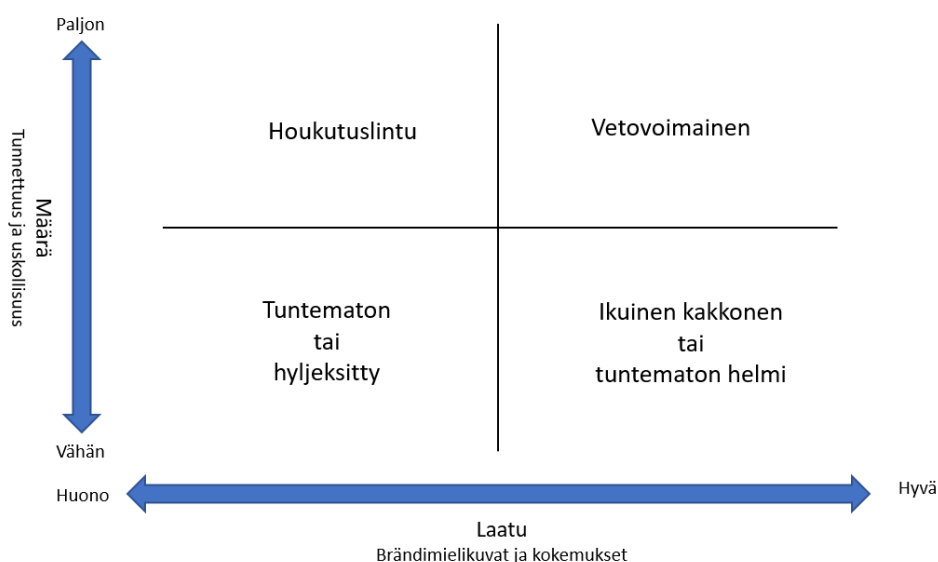 Paljon
Houkutuslintu
Vetovoimainen
Määrä
Tunnettuus ja uskollisuus
Tuntematon
tai
hyljeksitty
Ikuinen kakkonen
tai
tuntematon helmi
Vähän
Huono
Hyvä
Laatu
Brändimielikuvat ja kokemukset